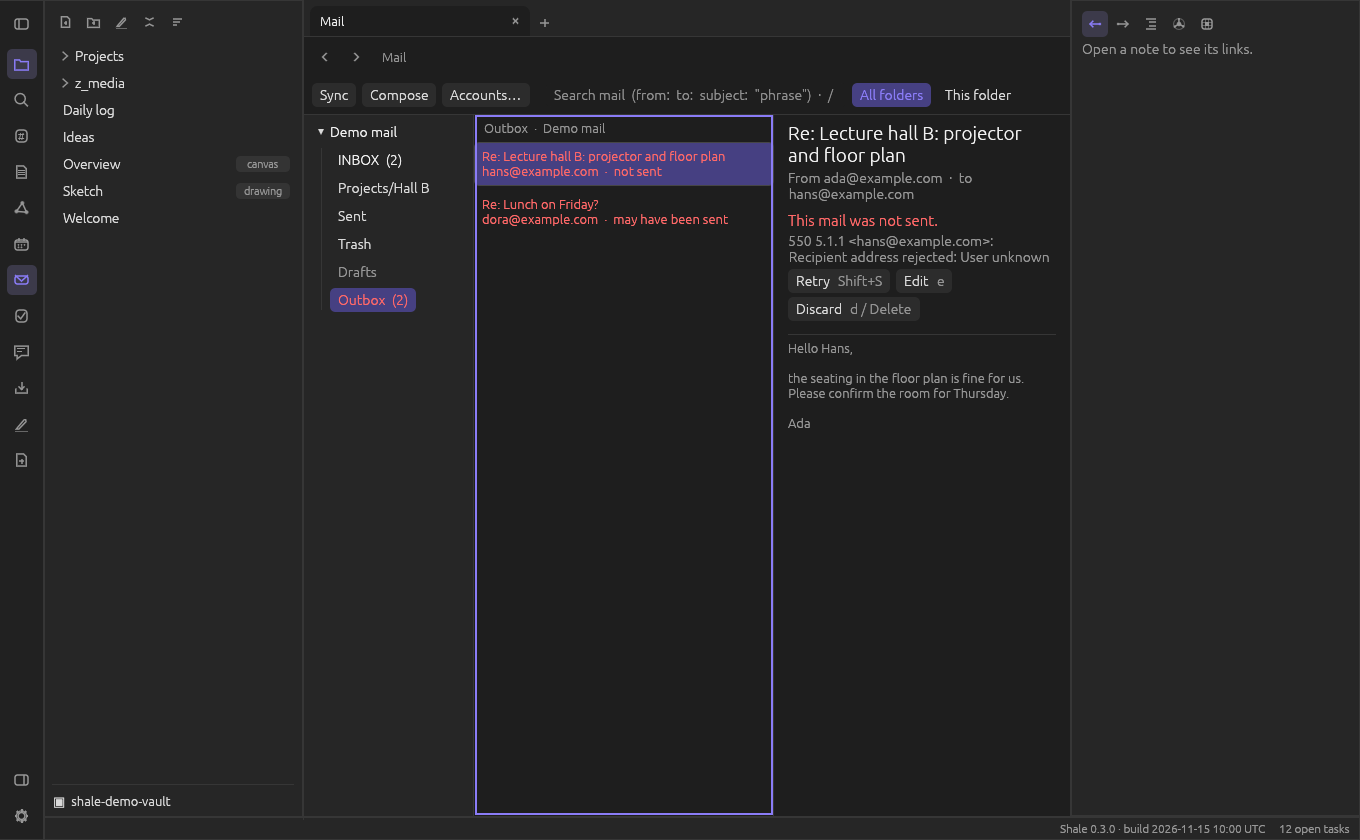 Projects
z_media
Daily log
Ideas
Overview canvas
Sketch drawing
Welcome
shale-demo-vault
Mail × +
Mail
Sync Compose Accounts… Search mail (from: to: subject: "phrase") · / All folders This folder
Demo mail
INBOX (2)
Projects/Hall B
Sent
Trash
Drafts
Outbox (2)
Outbox · Demo mail
Re: Lecture hall B: projector and floor plan
hans@example.com · not sent
Re: Lunch on Friday?
dora@example.com · may have been sent
Re: Lecture hall B: projector
and floor plan
From ada@example.com · to
hans@example.com
This mail was not sent.
550 5.1.1 <hans@example.com>:
Recipient address rejected: User unknown
Retry Shift+S Edit e
Discard d / Delete
Hello Hans,
the seating in the floor plan is fine for us.
Please confirm the room for Thursday.
Ada
Open a note to see its links.
Shale 0.3.0 · build 2026-11-15 10:00 UTC 12 open tasks